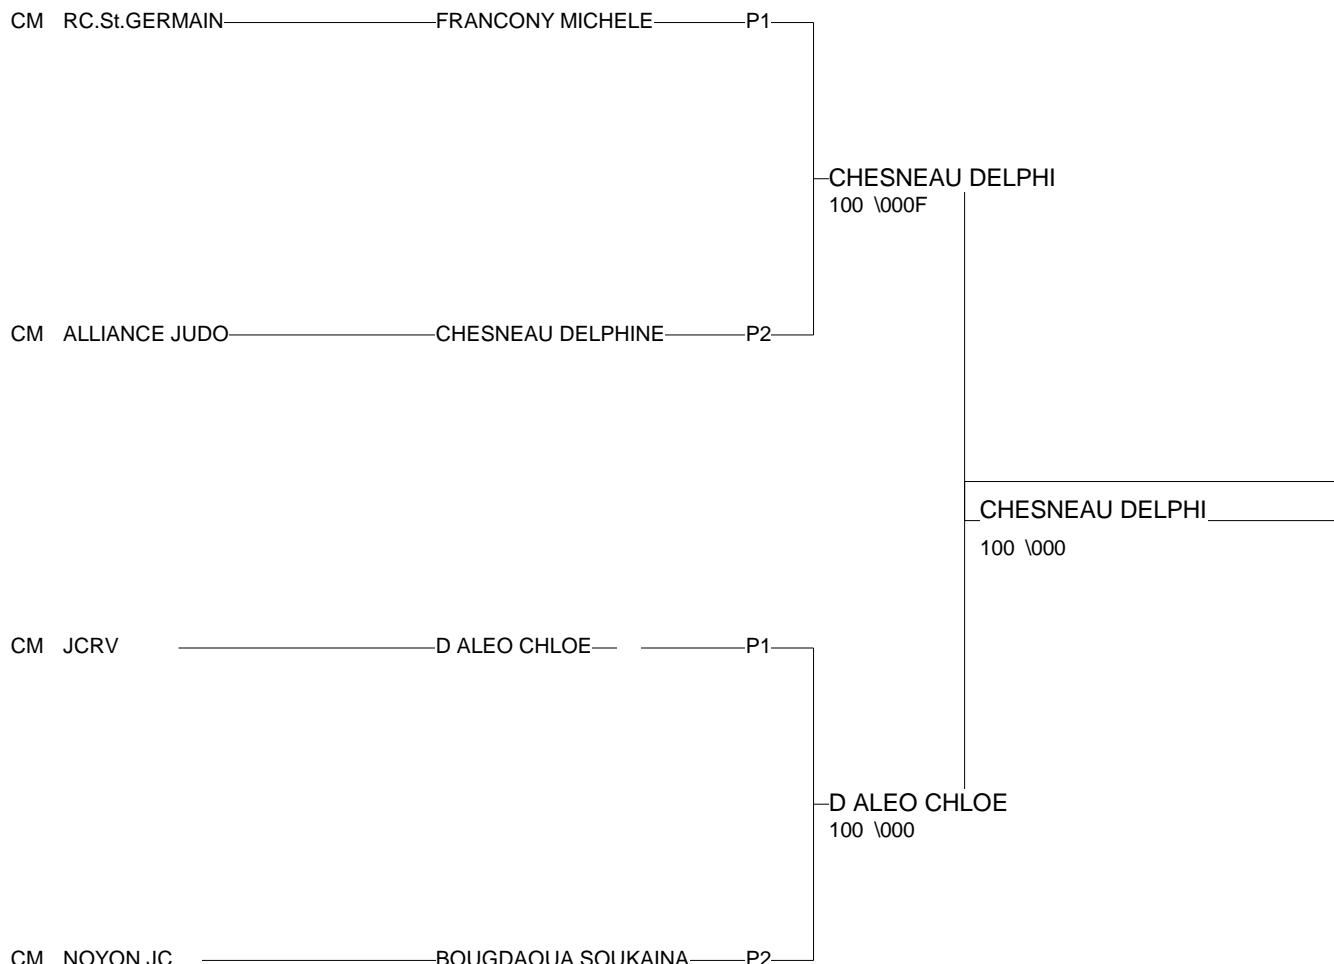 CM RC.St.GERMAIN FRANCONY MICHELE P1
CHESNEAU DELPHI
100 \000F
CM ALLIANCE JUDO CHESNEAU DELPHINE P2
CHESNEAU DELPHI
100 \000
CM JCRV D ALEO CHLOE P1
D ALEO CHLOE
100 \000
CM NOYON JC BOUGDAOUA SOUKAINA P2